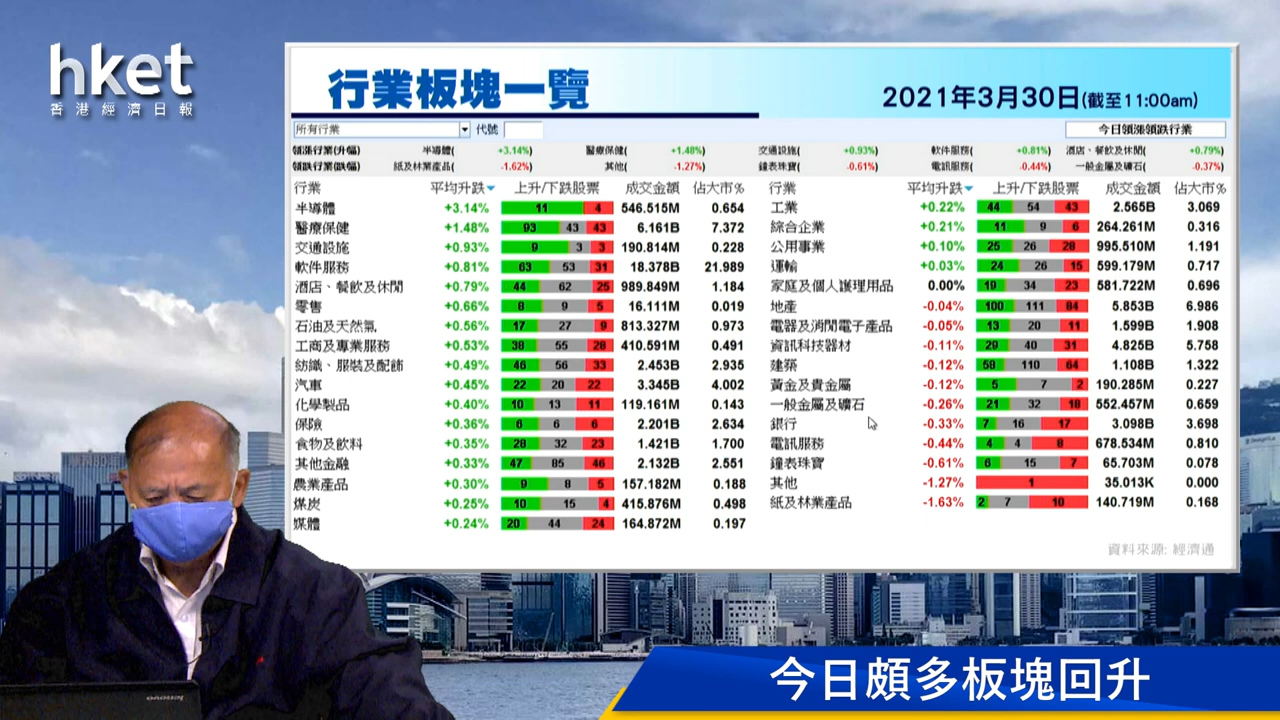 hket
香港經濟日報
行業板塊一覽
2021年3月30日(截至11:00am)
所有行業 代號 今日領漲領跌行業
領漲行業(升幅) 半導體( +3.14%) 醫療保健( +1.48%) 交通設施( +0.93%) 軟件服務( +0.81%) 酒店、餐飲及休閒( +0.79%)
領跌行業(跌幅) 紙及林業產品( -1.62%) 其他( -1.27%) 鐘表珠寶( -0.61%) 電訊服務( -0.44%) 一般金屬及礦石( -0.37%)
行業 平均升跌 上升/下跌股票 成交金額 佔大市% 行業 平均升跌 上升/下跌股票 成交金額 佔大市%
半導體 +3.14% 11 4 546.515M 0.654 工業 +0.22% 44 54 43 2.565B 3.069
醫療保健 +1.48% 93 43 43 6.161B 7.372 綜合企業 +0.21% 11 9 6 264.261M 0.316
交通設施 +0.93% 9 3 3 190.814M 0.228 公用事業 +0.10% 25 26 28 995.510M 1.191
軟件服務 +0.81% 63 53 31 18.378B 21.989 運輸 +0.03% 24 26 15 599.179M 0.717
酒店、餐飲及休閒 +0.79% 44 62 25 989.849M 1.184 家庭及個人護理用品 0.00% 19 34 23 581.722M 0.696
零售 +0.66% 8 9 5 16.111M 0.019 地產 -0.04% 100 111 84 5.853B 6.986
石油及天然氣 +0.56% 17 27 9 813.327M 0.973 電器及消閒電子產品 -0.05% 13 20 11 1.599B 1.908
工商及專業服務 +0.53% 38 55 28 410.591M 0.491 資訊科技器材 -0.11% 29 40 31 4.825B 5.758
紡織、服裝及配飾 +0.49% 46 56 33 2.453B 2.935 建築 -0.12% 58 110 64 1.108B 1.322
汽車 +0.45% 22 20 22 3.345B 4.002 黃金及貴金屬 -0.12% 5 7 2 190.285M 0.227
化學製品 +0.40% 10 13 11 119.161M 0.143 一般金屬及礦石 -0.26% 21 32 18 552.457M 0.659
保險 +0.36% 6 6 6 2.201B 2.634 銀行 -0.33% 7 16 17 3.098B 3.698
食物及飲料 +0.35% 28 32 23 1.421B 1.700 電訊服務 -0.44% 4 4 8 678.534M 0.810
其他金融 +0.33% 47 85 46 2.132B 2.551 鐘表珠寶 -0.61% 6 15 7 65.703M 0.078
農業產品 +0.30% 9 8 5 157.182M 0.188 其他 -1.27% 1 35.013K 0.000
煤炭 +0.25% 10 15 4 415.876M 0.498 紙及林業產品 -1.63% 2 7 10 140.719M 0.168
媒體 +0.24% 20 44 24 164.872M 0.197
資料來源: 經濟通
lenovo
今日頗多板塊回升